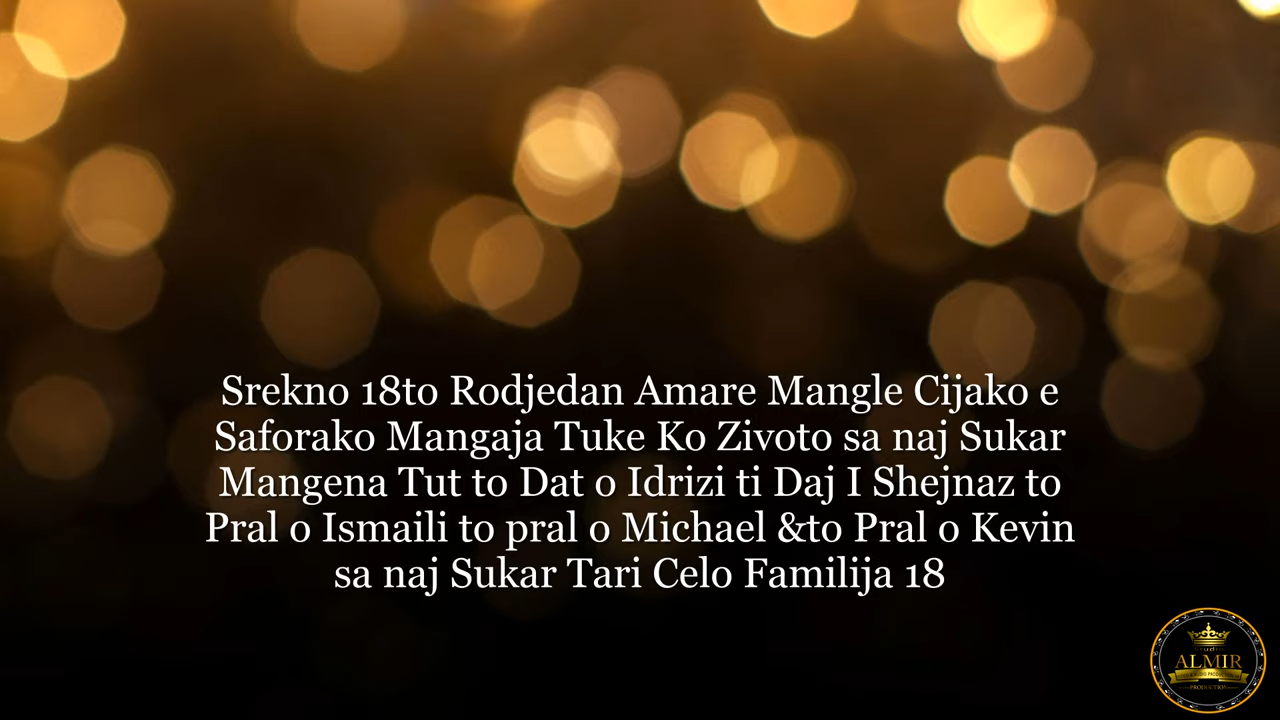 Srekno 18to Rodjedan Amare Mangle Cijako e
Saforako Mangaja Tuke Ko Zivoto sa naj Sukar
Mangena Tut to Dat o Idrizi ti Daj I Shejnaz to
Pral o Ismaili to pral o Michael &to Pral o Kevin
sa naj Sukar Tari Celo Familija 18
Studio
ALMIR
PRODUCTION